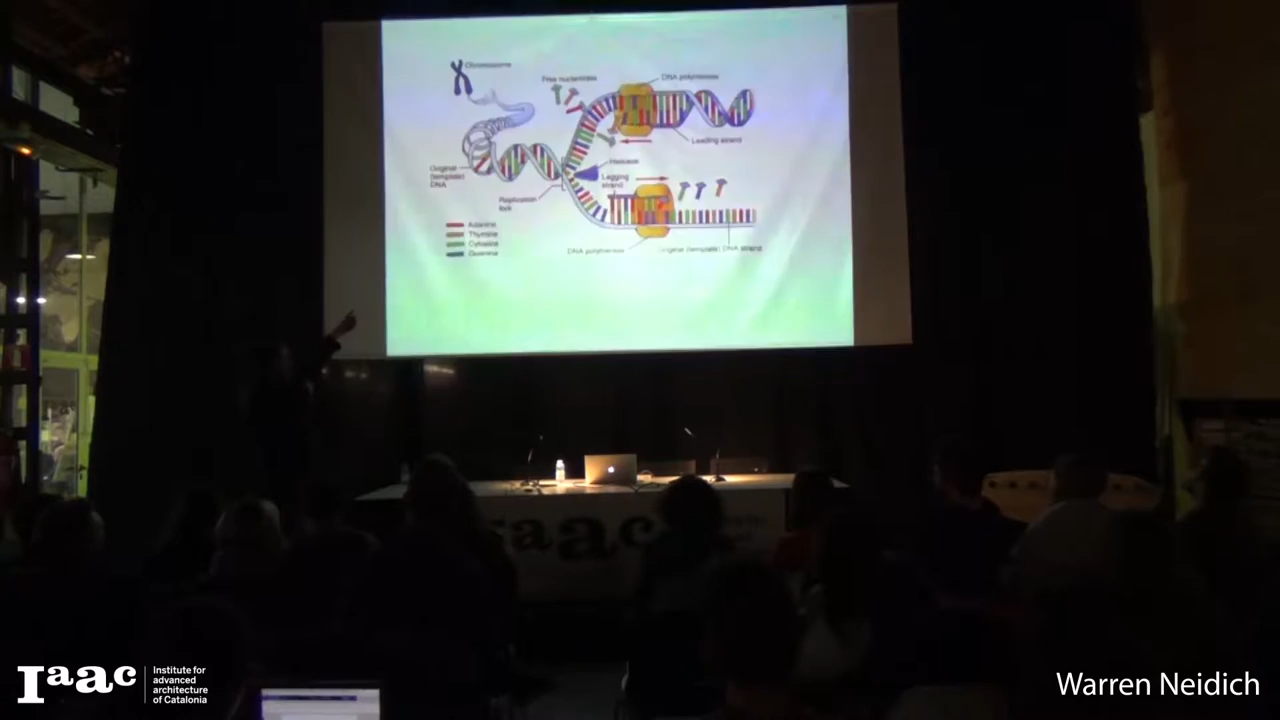 Chromosome
Free nucleotides
DNA polymerase
Leading strand
Helicase
Lagging
strand
Original
(template)
DNA
Replication
fork
Adenine
Thymine
Cytosine
Guanine
DNA polymerase
Original (template) DNA strand
Iaac
Iaac
Institute for
advanced
architecture
of Catalonia
Warren Neidich